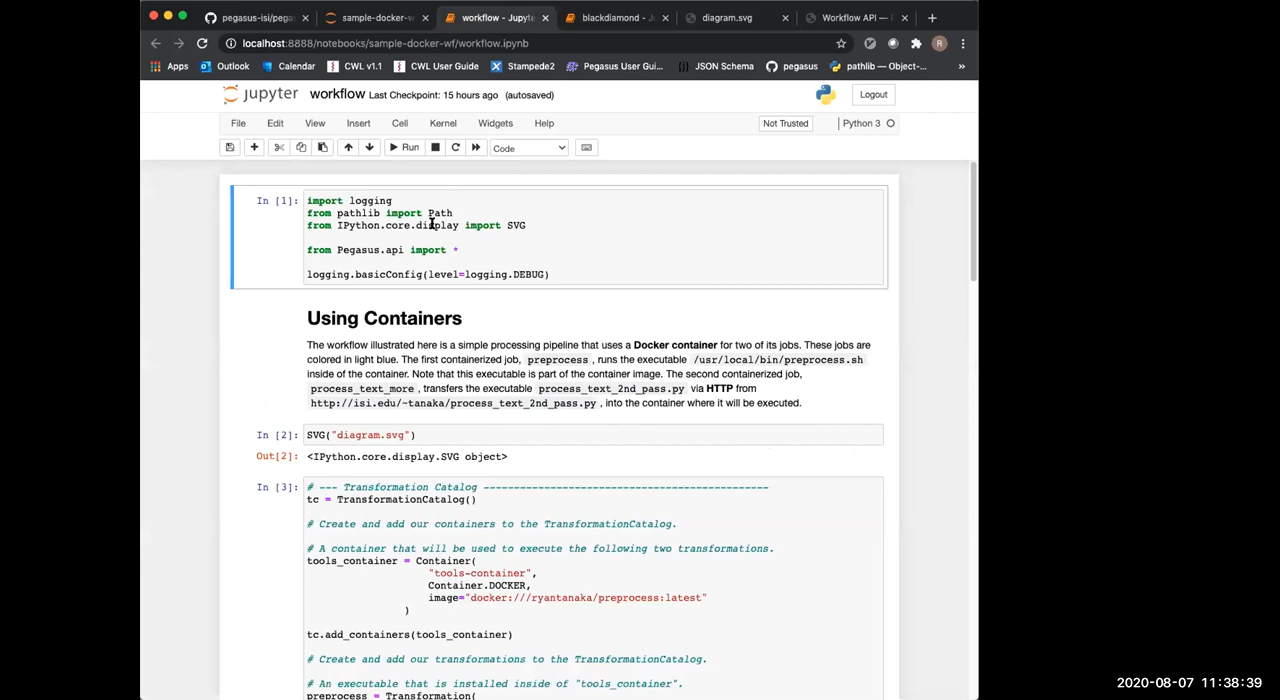 pegasus-isi/pega
sample-docker-w
workflow - Jupyte
blackdiamond - Ju
diagram.svg
Workflow API —
localhost:8888/notebooks/sample-docker-wf/workflow.ipynb
R
Apps
Outlook
Calendar
CWL v1.1
CWL User Guide
Stampede2
Pegasus User Gui...
JSON Schema
pegasus
pathlib — Object-...
»
jupyter workflow Last Checkpoint: 15 hours ago (autosaved)
Logout
File Edit View Insert Cell Kernel Widgets Help
Not Trusted
Python 3
Run
Code
In [1]:
import logging
from pathlib import Path
from IPython.core.display import SVG
from Pegasus.api import *
logging.basicConfig(level=logging.DEBUG)
Using Containers
The workflow illustrated here is a simple processing pipeline that uses a Docker container for two of its jobs. These jobs are
colored in light blue. The first containerized job, preprocess , runs the executable /usr/local/bin/preprocess.sh
inside of the container. Note that this executable is part of the container image. The second containerized job,
process_text_more , transfers the executable process_text_2nd_pass.py via HTTP from
http://isi.edu/~tanaka/process_text_2nd_pass.py , into the container where it will be executed.
In [2]: SVG("diagram.svg")
Out[2]: <IPython.core.display.SVG object>
In [3]:
# --- Transformation Catalog -----------------------------------------------
tc = TransformationCatalog()
# Create and add our containers to the TransformationCatalog.
# A container that will be used to execute the following two transformations.
tools_container = Container(
"tools-container",
Container.DOCKER,
image="docker:///ryantanaka/preprocess:latest"
)
tc.add_containers(tools_container)
# Create and add our transformations to the TransformationCatalog.
# An executable that is installed inside of "tools_container".
preprocess = Transformation(
2020-08-07 11:38:39